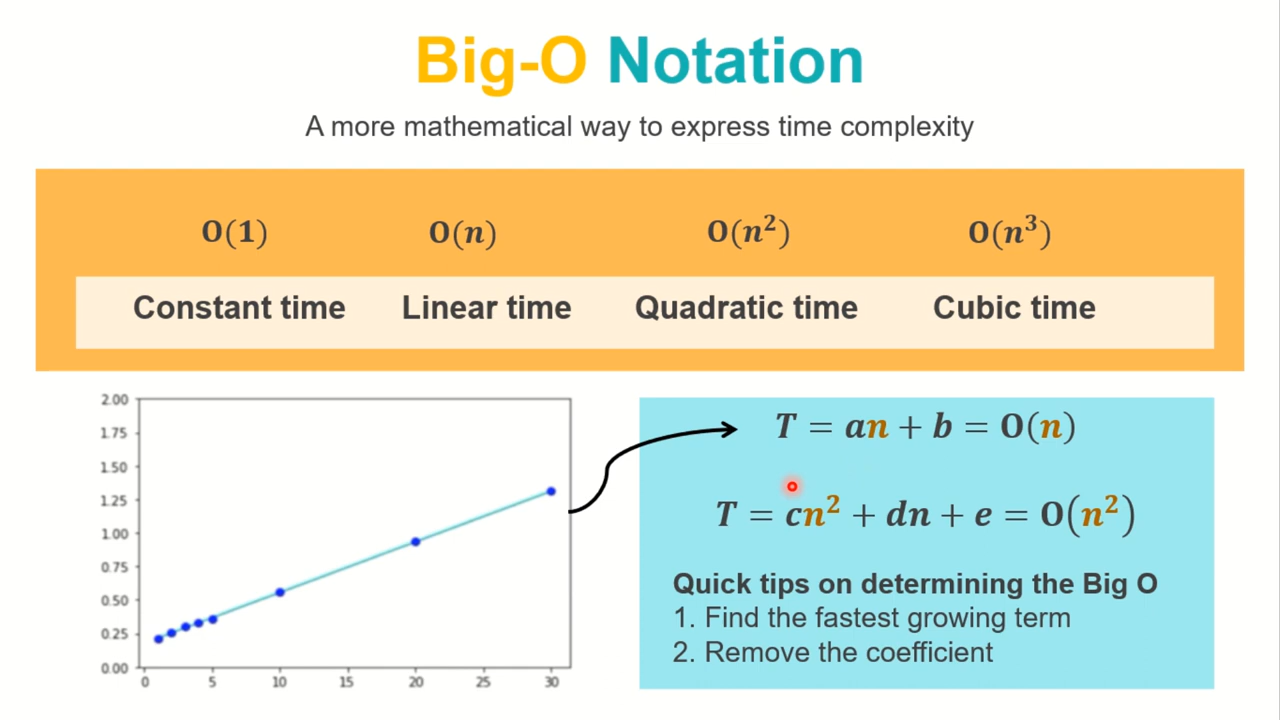 Big-O Notation
A more mathematical way to express time complexity
O(1) O(n) O(n²) O(n³)
Constant time Linear time Quadratic time Cubic time
2.00
1.75
1.50
1.25
1.00
0.75
0.50
0.25
0.00
0 5 10 15 20 25 30
T = an + b = O(n)
T = cn² + dn + e = O(n²)
Quick tips on determining the Big O
1. Find the fastest growing term
2. Remove the coefficient